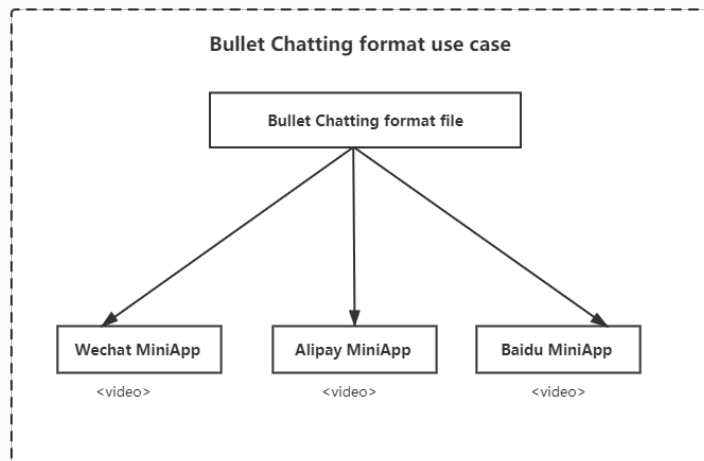 Bullet Chatting format use case
Bullet Chatting format file
Wechat MiniApp
Alipay MiniApp
Baidu MiniApp
<video>
<video>
<video>